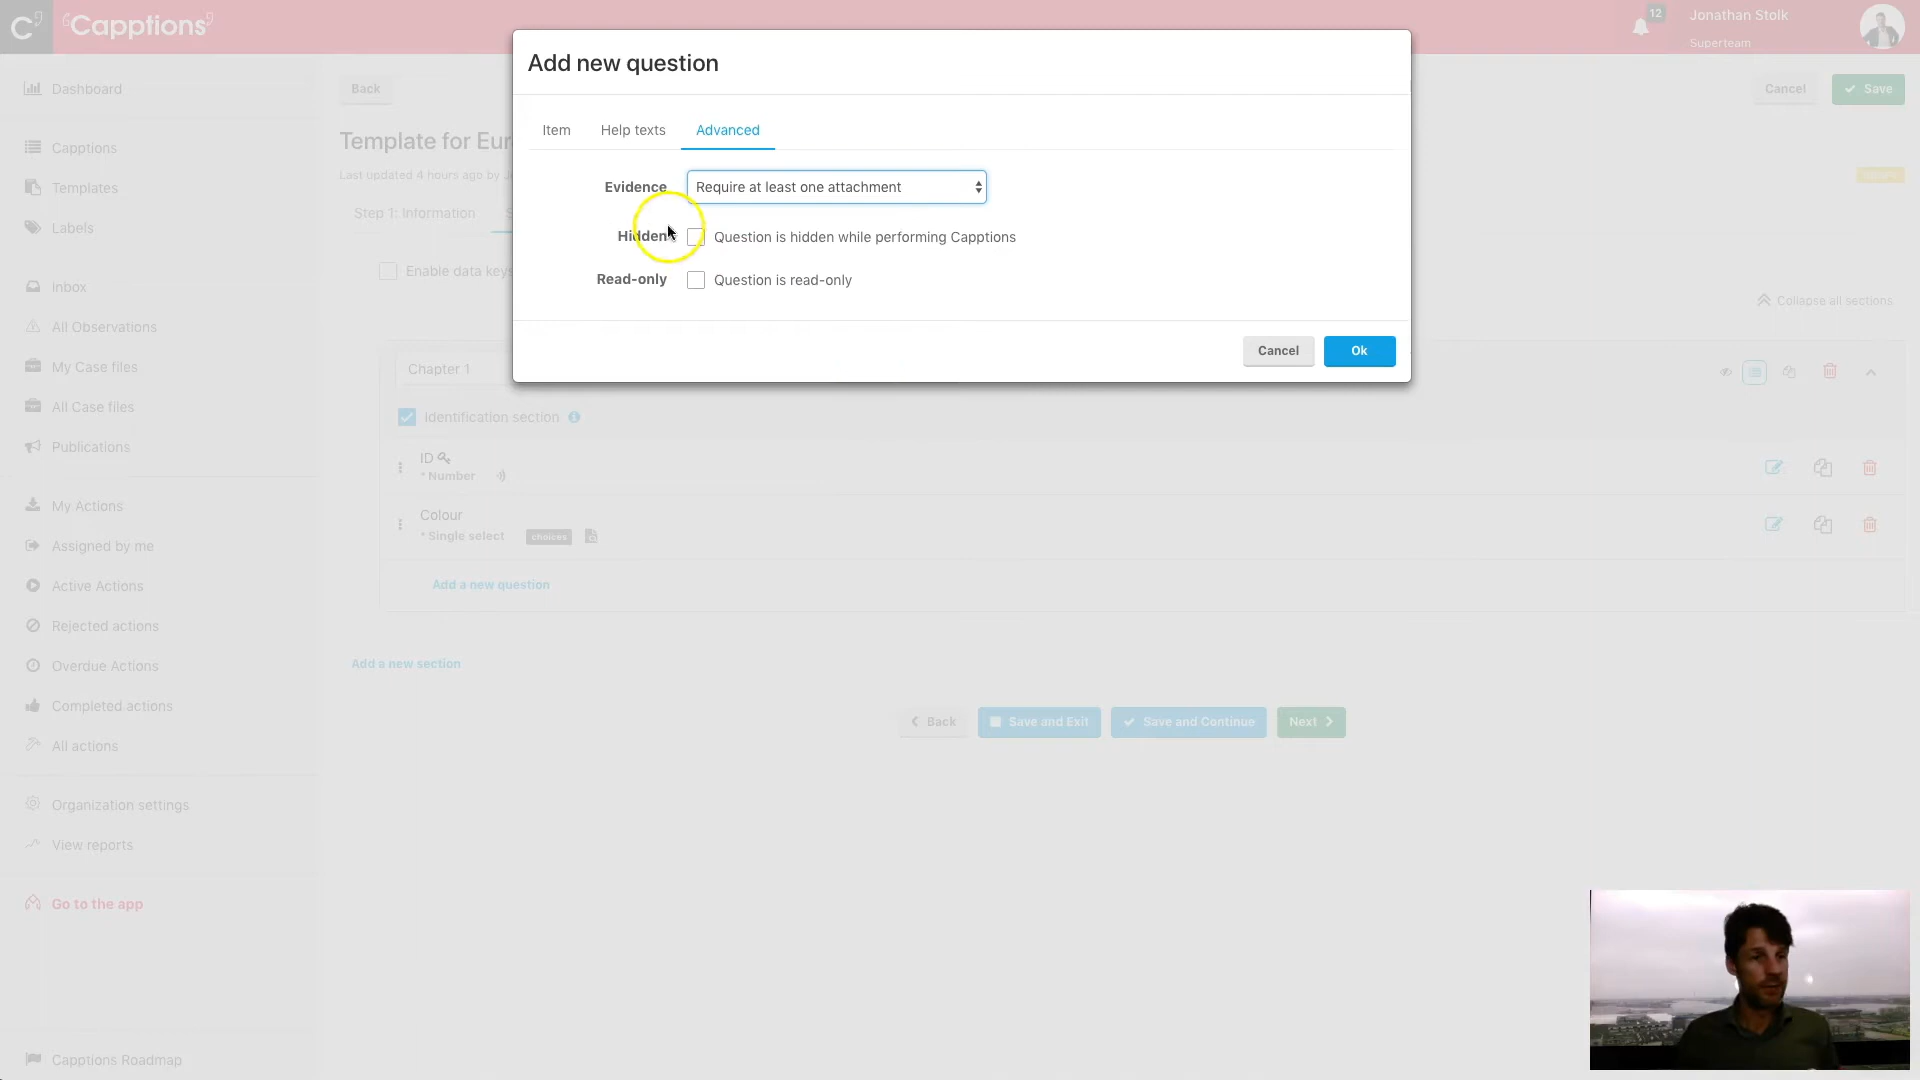 C'
‘Capptions’
12
Jonathan Stolk
Superteam
Dashboard
Capptions
Templates
Labels
Inbox
All Observations
My Case files
All Case files
Publications
My Actions
Assigned by me
Active Actions
Rejected actions
Overdue Actions
Completed actions
All actions
Organization settings
View reports
Go to the app
Capptions Roadmap
Back
Cancel
Save
Template for Eur
Last updated 4 hours ago by J
Step 1: Information
S
Enable data keys
Collapse all sections
Add new question
Item
Help texts
Advanced
Evidence
Require at least one attachment
Hidden
Question is hidden while performing Capptions
Read-only
Question is read-only
Cancel
Ok
Chapter 1
Identification section
ID
* Number
Colour
* Single select
choices
Add a new question
Add a new section
Back
Save and Exit
Save and Continue
Next